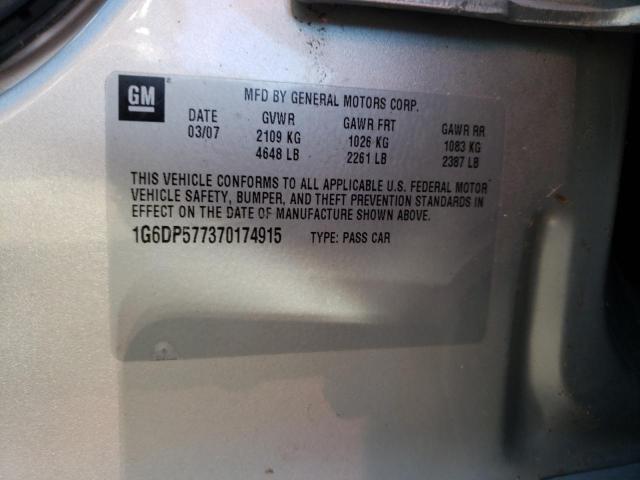 GM
MFD BY GENERAL MOTORS CORP.
DATE GVWR GAWR FRT GAWR RR
03/07 2109 KG 1026 KG 1083 KG
4648 LB 2261 LB 2387 LB
THIS VEHICLE CONFORMS TO ALL APPLICABLE U.S. FEDERAL MOTOR
VEHICLE SAFETY, BUMPER, AND THEFT PREVENTION STANDARDS IN
EFFECT ON THE DATE OF MANUFACTURE SHOWN ABOVE.
1G6DP577370174915 TYPE: PASS CAR